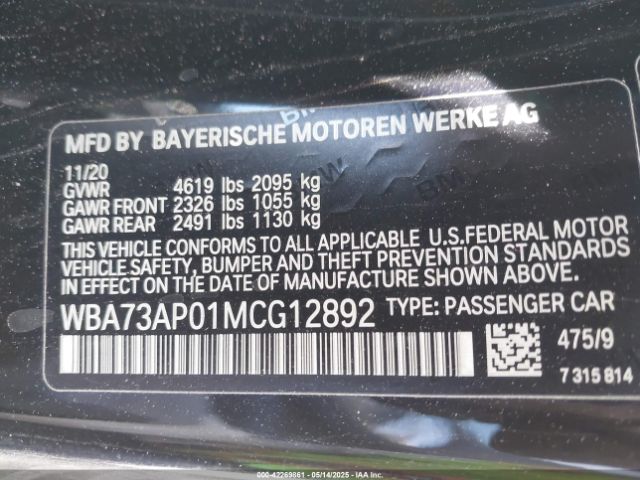 MFD BY BAYERISCHE MOTOREN WERKE AG
11/20
GVWR 4619 lbs 2095 kg
GAWR FRONT 2326 lbs 1055 kg
GAWR REAR 2491 lbs 1130 kg
THIS VEHICLE CONFORMS TO ALL APPLICABLE U.S.FEDERAL MOTOR
VEHICLE SAFETY, BUMPER AND THEFT PREVENTION STANDARDS
IN EFFECT ON THE DATE OF MANUFACTURE SHOWN ABOVE.
WBA73AP01MCG12892 TYPE: PASSENGER CAR
475/9
7 315 814
000-42269861 - 05/14/2025 - IAA Inc.